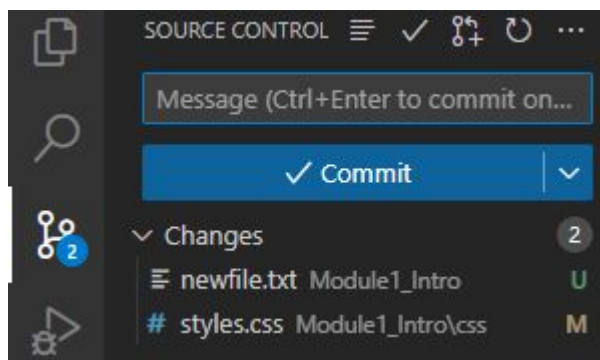 SOURCE CONTROL
Message (Ctrl+Enter to commit on...
Commit
2
Changes 2
newfile.txt Module1_Intro U
# styles.css Module1_Intro\css M